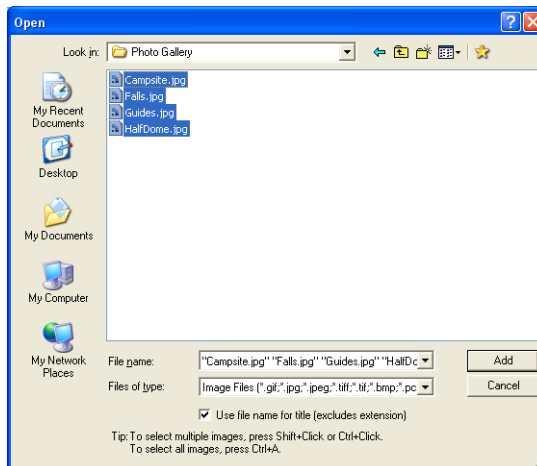 Open
Look in: Photo Gallery
Campsite.jpg
Falls.jpg
Guides.jpg
HalfDome.jpg
My Recent
Documents
Desktop
My Documents
My Computer
My Network
Places
File name: "Campsite.jpg" "Falls.jpg" "Guides.jpg" "HalfDc
Add
Files of type: Image Files (*.gif;*.jpg;*.jpeg;*.tiff;*.tif;*.bmp;*.pc
Cancel
Use file name for title (excludes extension)
Tip: To select multiple images, press Shift+Click or Ctrl+Click.
To select all images, press Ctrl+A.